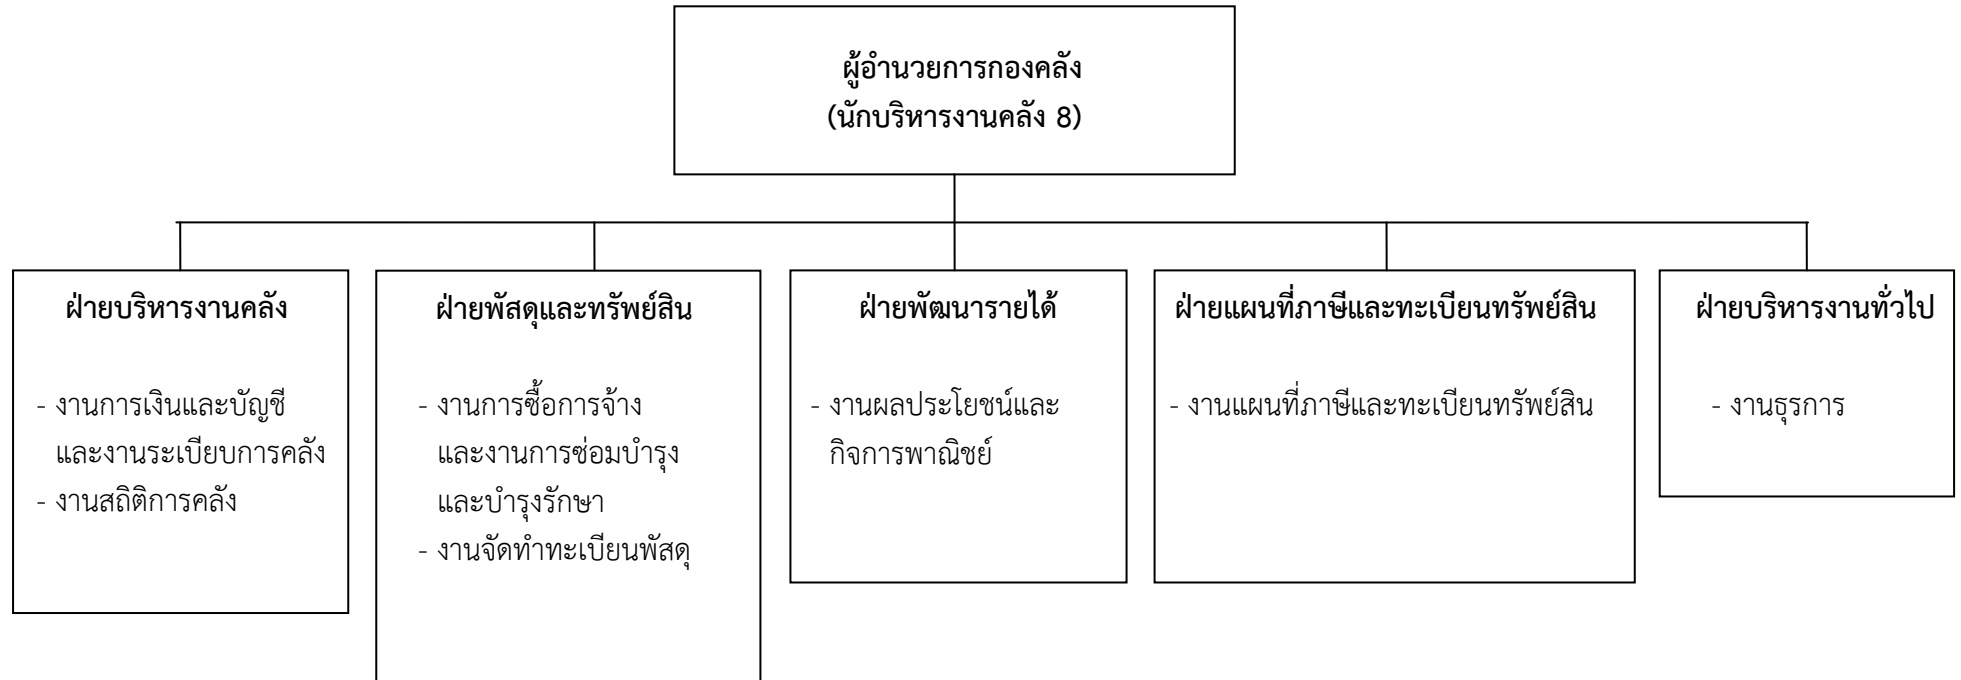 ผู้อำนวยการกองคลัง
(นักบริหารงานคลัง 8)
ฝ่ายบริหารงานคลัง
- งานการเงินและบัญชี
และงานระเบียบการคลัง
- งานสถิติการคลัง
ฝ่ายพัสดุและทรัพย์สิน
- งานการซื้อการจ้าง
และงานการซ่อมบำรุง
และบำรุงรักษา
- งานจัดทำทะเบียนพัสดุ
ฝ่ายพัฒนารายได้
- งานผลประโยชน์และ
กิจการพาณิชย์
ฝ่ายแผนที่ภาษีและทะเบียนทรัพย์สิน
- งานแผนที่ภาษีและทะเบียนทรัพย์สิน
ฝ่ายบริหารงานทั่วไป
- งานธุรการ